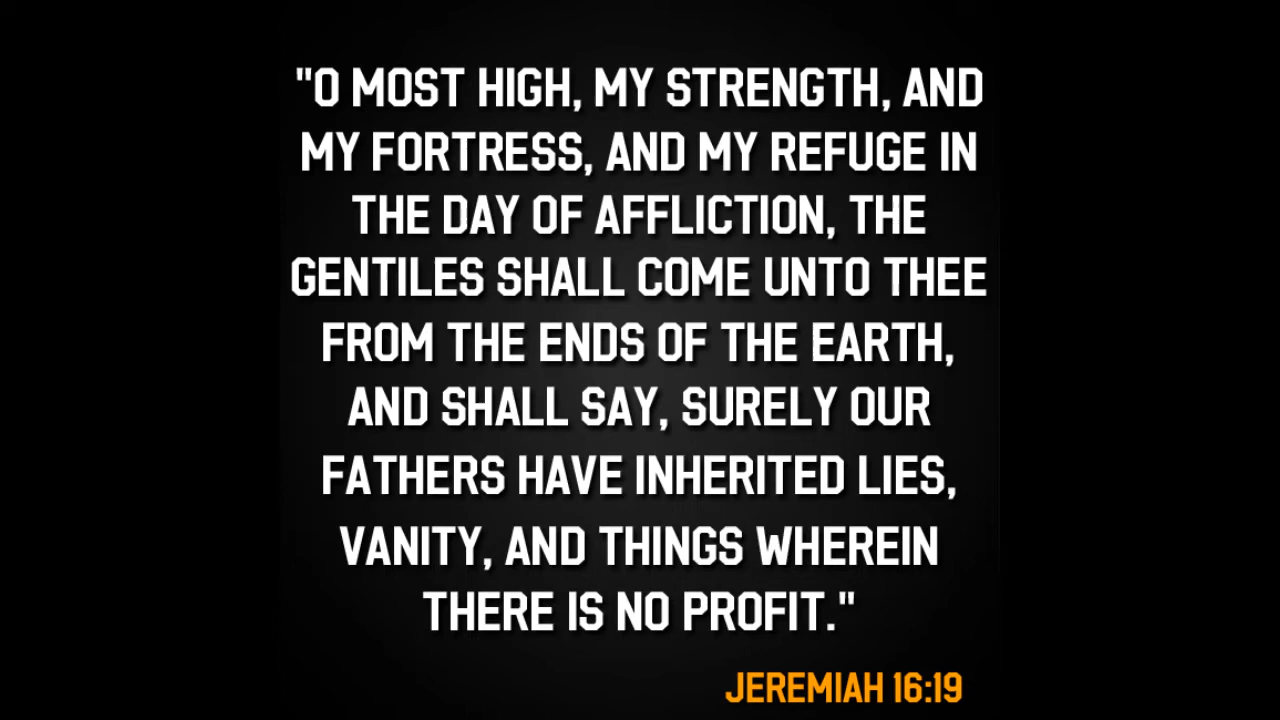 "O MOST HIGH, MY STRENGTH, AND
MY FORTRESS, AND MY REFUGE IN
THE DAY OF AFFLICTION, THE
GENTILES SHALL COME UNTO THEE
FROM THE ENDS OF THE EARTH,
AND SHALL SAY, SURELY OUR
FATHERS HAVE INHERITED LIES,
VANITY, AND THINGS WHEREIN
THERE IS NO PROFIT."
JEREMIAH 16:19